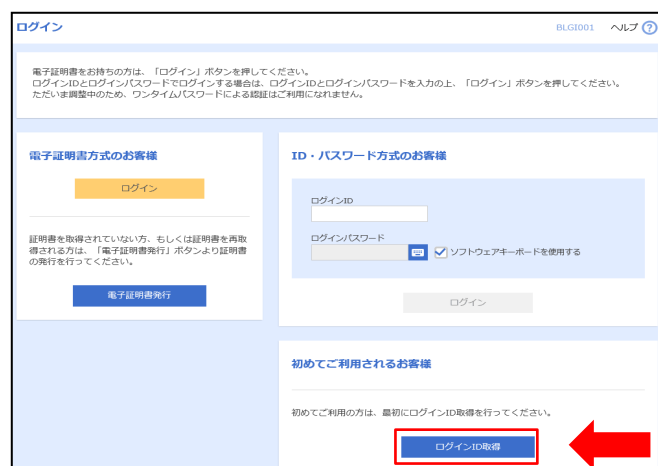 ログイン
BLGI001 ヘルプ ?
電子証明書をお持ちの方は、「ログイン」ボタンを押してください。
ログインIDとログインパスワードでログインする場合は、ログインIDとログインパスワードを入力の上、「ログイン」ボタンを押してください。
ただいま調整中のため、ワンタイムパスワードによる認証はご利用になれません。
電子証明書方式のお客様
ログイン
証明書を取得されていない方、もしくは証明書を再取
得される方は、「電子証明書発行」ボタンより証明書
の発行を行ってください。
電子証明書発行
ID・パスワード方式のお客様
ログインID
ログインパスワード
ソフトウェアキーボードを使用する
ログイン
初めてご利用されるお客様
初めてご利用の方は、最初にログインID取得を行ってください。
ログインID取得